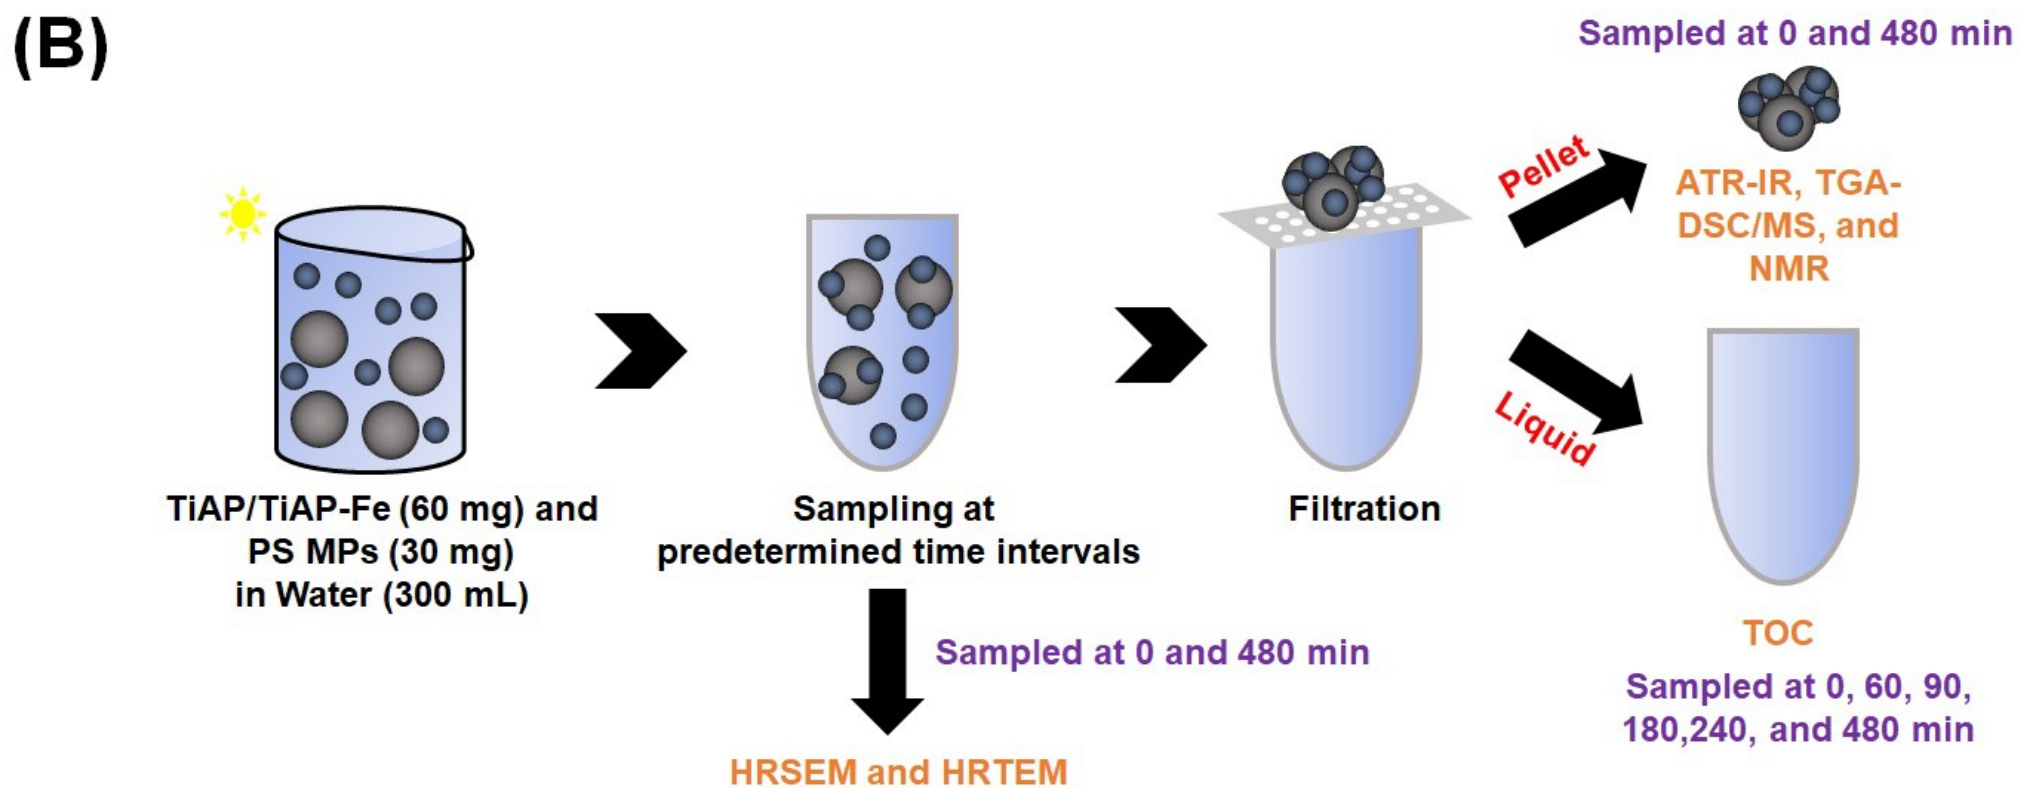 (B)
TiAP/TiAP-Fe (60 mg) and
PS MPs (30 mg)
in Water (300 mL)
Sampling at
predetermined time intervals
Sampled at 0 and 480 min
HRSEM and HRTEM
Filtration
Pellet
Sampled at 0 and 480 min
ATR-IR, TGA-
DSC/MS, and
NMR
Liquid
TOC
Sampled at 0, 60, 90,
180,240, and 480 min